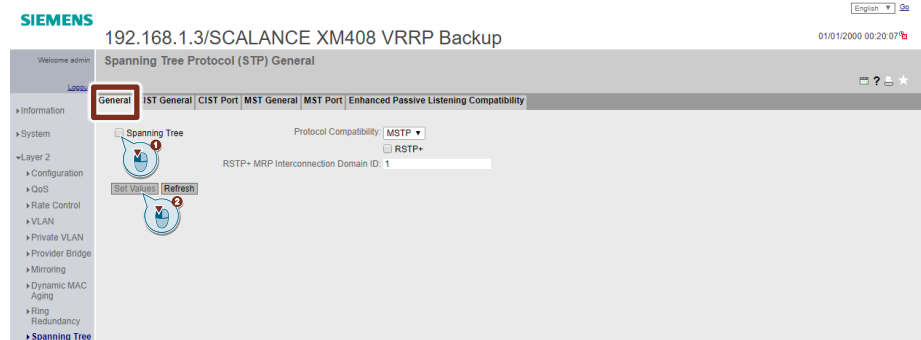 English Go
SIEMENS
192.168.1.3/SCALANCE XM408 VRRP Backup
01/01/2000 00:20:07
Welcome admin
Spanning Tree Protocol (STP) General
Logout
?
General CIST General CIST Port MST General MST Port Enhanced Passive Listening Compatibility
Information
System
Spanning Tree
Protocol Compatibility: MSTP
RSTP+
Layer 2
RSTP+ MRP Interconnection Domain ID: 1
1
Configuration
QoS
Set Values Refresh
2
Rate Control
VLAN
Private VLAN
Provider Bridge
Mirroring
Dynamic MAC
Aging
Ring
Redundancy
Spanning Tree